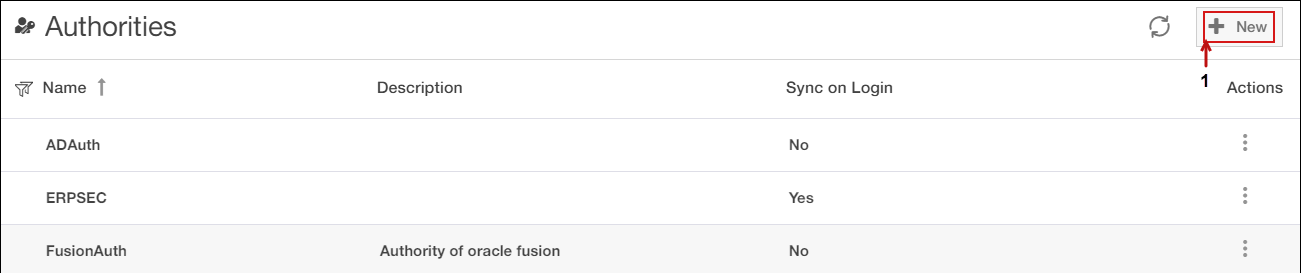 Authorities
New
1
Name Description Sync on Login Actions
ADAuth No
ERPSEC Yes
FusionAuth Authority of oracle fusion No